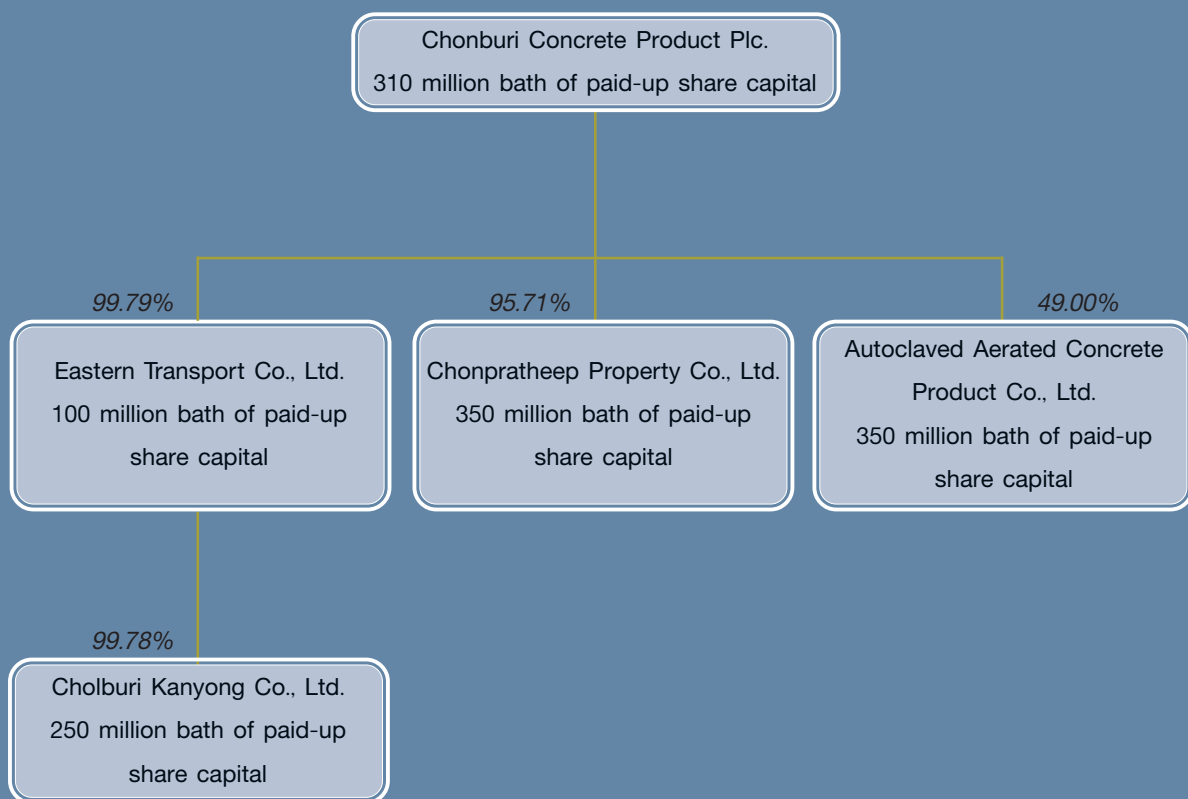 Chonburi Concrete Product Plc.
310 million bath of paid-up share capital
99.79%
Eastern Transport Co., Ltd.
100 million bath of paid-up
share capital
95.71%
Chonpratheep Property Co., Ltd.
350 million bath of paid-up
share capital
49.00%
Autoclaved Aerated Concrete
Product Co., Ltd.
350 million bath of paid-up
share capital
99.78%
Cholburi Kanyong Co., Ltd.
250 million bath of paid-up
share capital